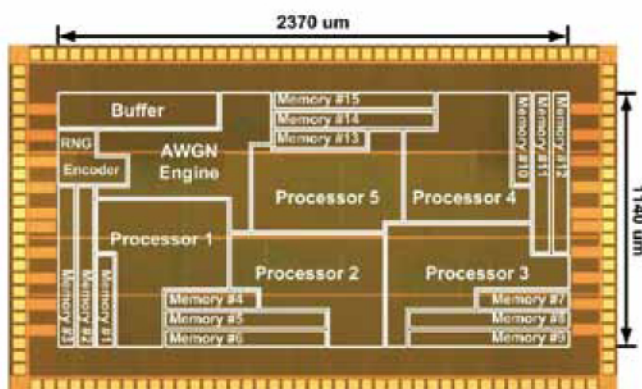 2370 um
Buffer
Memory #15
Memory #14
Memory #13
RNG
Encoder
AWGN
Engine
Processor 5
Processor 4
Memory #10
Memory #11
Memory #12
1140 um
Processor 1
Processor 2
Processor 3
Memory #3
Memory #2
Memory #1
Memory #4
Memory #5
Memory #6
Memory #7
Memory #8
Memory #9